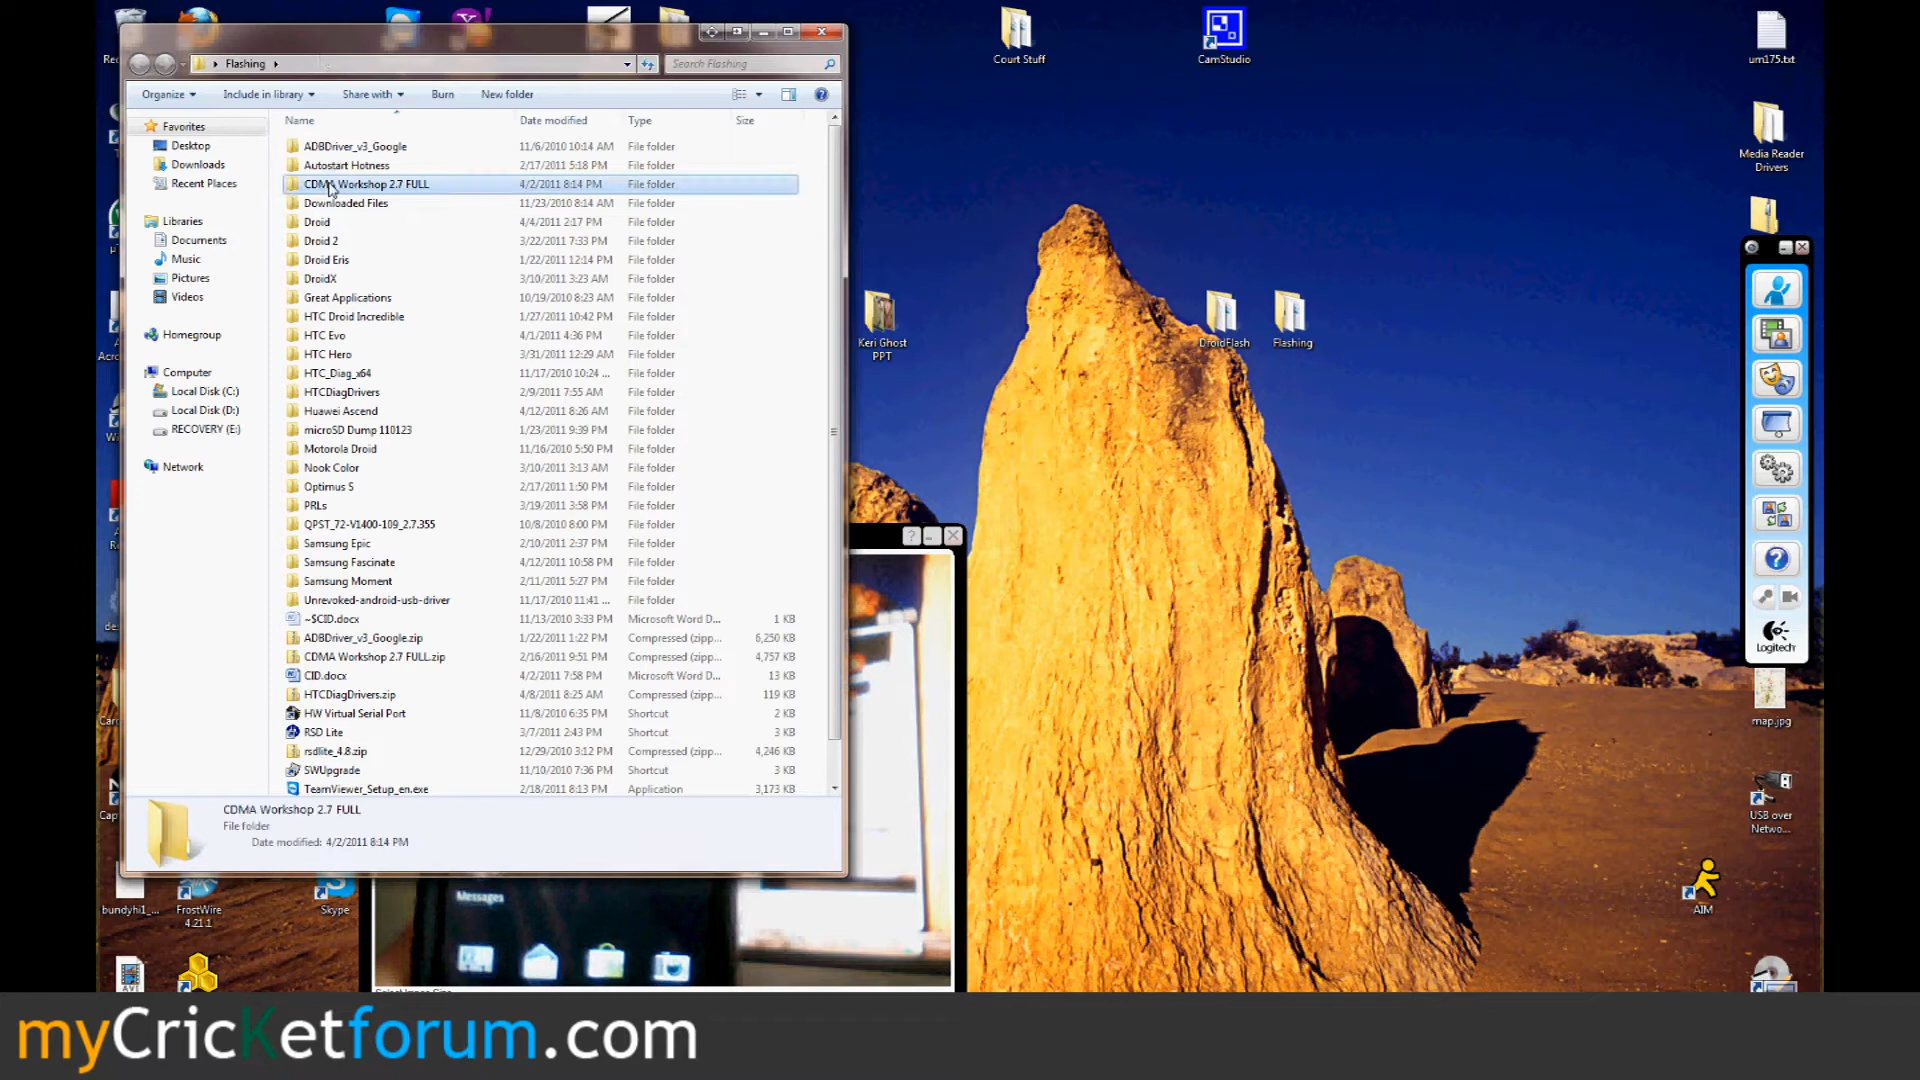 Flashing
Search Flashing
Organize
Include in library
Share with
Burn
New folder
Name Date modified Type Size
Favorites
Desktop
Downloads
Recent Places
Libraries
Documents
Music
Pictures
Videos
Homegroup
Computer
Local Disk (C:)
Local Disk (D:)
RECOVERY (E:)
Network
ADBDriver_v3_Google 11/6/2010 10:14 AM File folder
Autostart Hotness 2/17/2011 5:18 PM File folder
CDMA Workshop 2.7 FULL 4/2/2011 8:14 PM File folder
Downloaded Files 11/23/2010 8:14 AM File folder
Droid 4/4/2011 2:17 PM File folder
Droid 2 3/22/2011 7:33 PM File folder
Droid Eris 1/22/2011 12:14 PM File folder
DroidX 3/10/2011 3:23 AM File folder
Great Applications 10/19/2010 8:23 AM File folder
HTC Droid Incredible 1/27/2011 10:42 PM File folder
HTC Evo 4/1/2011 4:36 PM File folder
HTC Hero 3/31/2011 12:29 AM File folder
HTC_Diag_x64 11/17/2010 10:24 ... File folder
HTCDiagDrivers 2/9/2011 7:55 AM File folder
Huawei Ascend 4/12/2011 8:26 AM File folder
microSD Dump 110123 1/23/2011 9:39 PM File folder
Motorola Droid 11/16/2010 5:50 PM File folder
Nook Color 3/10/2011 3:13 AM File folder
Optimus S 2/17/2011 1:50 PM File folder
PRLs 3/19/2011 3:58 PM File folder
QPST_72-V1400-109_2.7.355 10/8/2010 8:00 PM File folder
Samsung Epic 2/10/2011 2:37 PM File folder
Samsung Fascinate 4/12/2011 10:58 PM File folder
Samsung Moment 2/11/2011 5:27 PM File folder
Unrevoked-android-usb-driver 11/17/2010 11:41 ... File folder
~$CID.docx 11/13/2010 3:33 PM Microsoft Word D... 1 KB
ADBDriver_v3_Google.zip 1/22/2011 1:22 PM Compressed (zipp... 6,250 KB
CDMA Workshop 2.7 FULL.zip 2/16/2011 9:51 PM Compressed (zipp... 4,757 KB
CID.docx 4/2/2011 7:58 PM Microsoft Word D... 13 KB
HTCDiagDrivers.zip 4/8/2011 8:25 AM Compressed (zipp... 119 KB
HW Virtual Serial Port 11/8/2010 6:35 PM Shortcut 2 KB
RSD Lite 3/7/2011 2:43 PM Shortcut 3 KB
rsdlite_4.8.zip 12/29/2010 3:12 PM Compressed (zipp... 4,246 KB
SWUpgrade 11/10/2010 7:36 PM Shortcut 3 KB
TeamViewer_Setup_en.exe 2/18/2011 8:13 PM Application 3,173 KB
CDMA Workshop 2.7 FULL
File folder
Date modified: 4/2/2011 8:14 PM
Court Stuff
CamStudio
um175.txt
Media Reader
Drivers
Keri Ghost
PPT
DroidFlash
Flashing
Logitech
map.jpg
USB over
Netwo...
AIM
bundyhi1_...
FrostWire
4.21.1
Skype
Messages
myCricKetforum.com